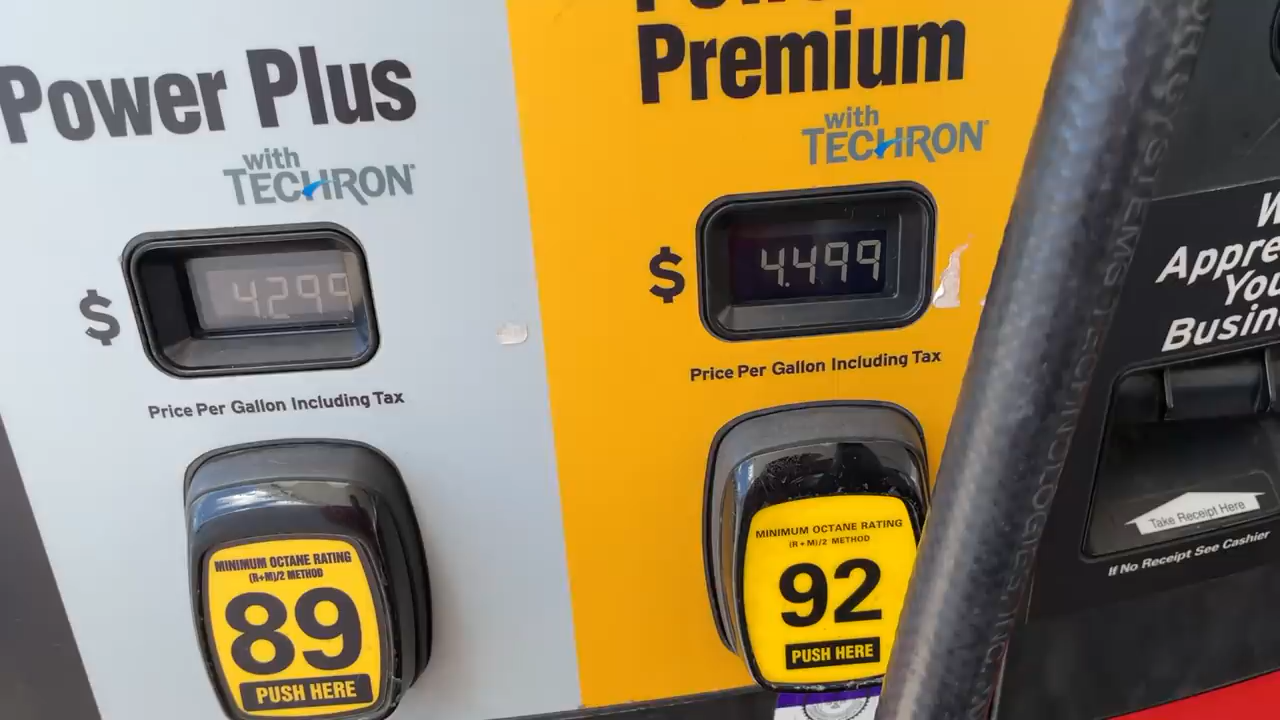 Power Plus
with
TECHRON
$ 4.299
Price Per Gallon Including Tax
MINIMUM OCTANE RATING
(R+M)/2 METHOD
89
PUSH HERE
Premium
with
TECHRON
$ 4.499
Price Per Gallon Including Tax
MINIMUM OCTANE RATING
(R+M)/2 METHOD
92
PUSH HERE
You
Take Receipt Here
If No Receipt See Cashier